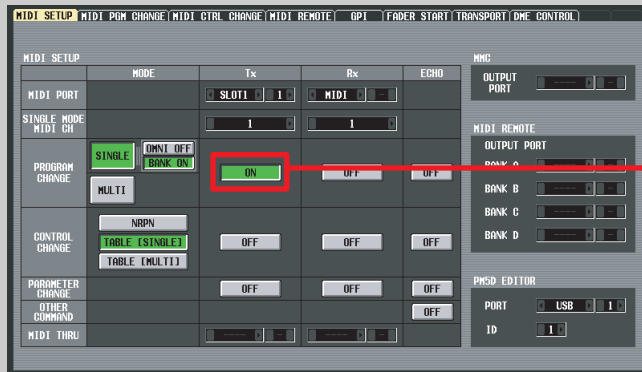 MIDI SETUP MIDI PGM CHANGE MIDI CTRL CHANGE MIDI REMOTE GPI FADER START TRANSPORT DME CONTROL
MIDI SETUP
MODE Tx Rx ECHO
MIDI PORT SLOT1 1 MIDI -
SINGLE MODE MIDI CH 1 1
PROGRAM CHANGE SINGLE OMNI OFF BANK ON MULTI ON OFF OFF
CONTROL CHANGE NRPN TABLE [SINGLE] TABLE [MULTI] OFF OFF OFF
PARAMETER CHANGE OFF OFF OFF
OTHER COMMAND OFF
MIDI THRU ---- - ---- -
MMC
OUTPUT PORT ---- -
MIDI REMOTE
OUTPUT PORT
BANK A ---- -
BANK B ---- -
BANK C ---- -
BANK D ---- -
PM5D EDITOR
PORT USB 1
ID 1